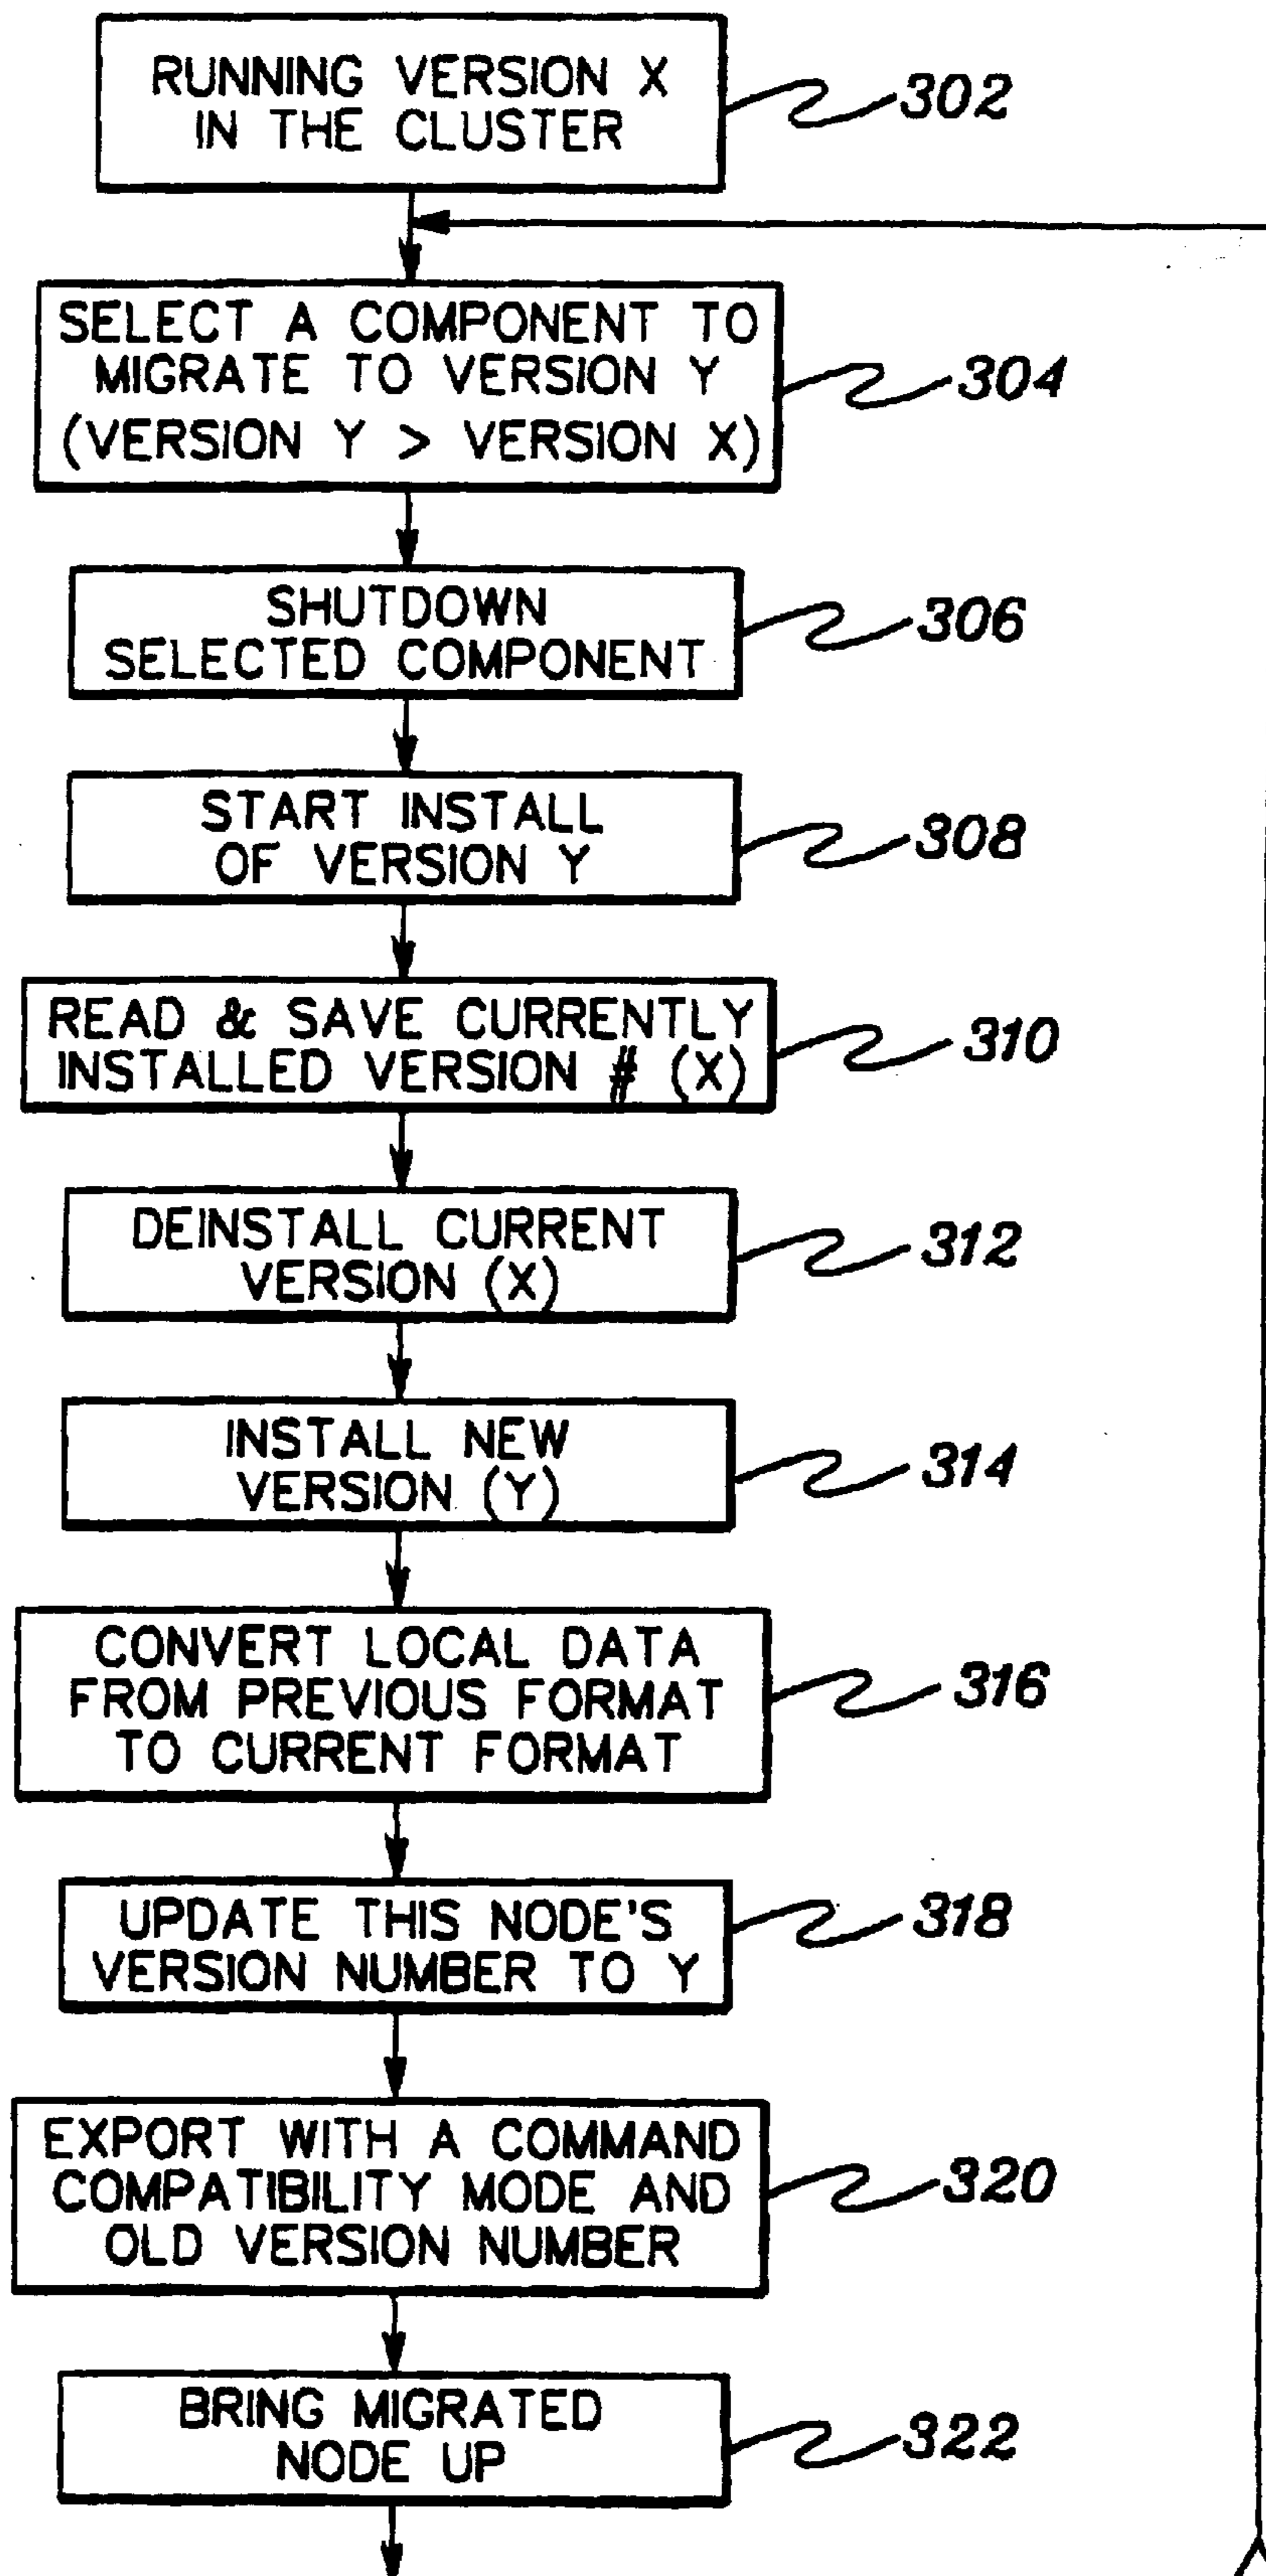 RUNNING VERSION X
IN THE CLUSTER
302
SELECT A COMPONENT TO
MIGRATE TO VERSION Y
(VERSION Y > VERSION X)
304
SHUTDOWN
SELECTED COMPONENT
306
START INSTALL
OF VERSION Y
308
READ & SAVE CURRENTLY
INSTALLED VERSION # (X)
310
DEINSTALL CURRENT
VERSION (X)
312
INSTALL NEW
VERSION (Y)
314
CONVERT LOCAL DATA
FROM PREVIOUS FORMAT
TO CURRENT FORMAT
316
UPDATE THIS NODE'S
VERSION NUMBER TO Y
318
EXPORT WITH A COMMAND
COMPATIBILITY MODE AND
OLD VERSION NUMBER
320
BRING MIGRATED
NODE UP
322